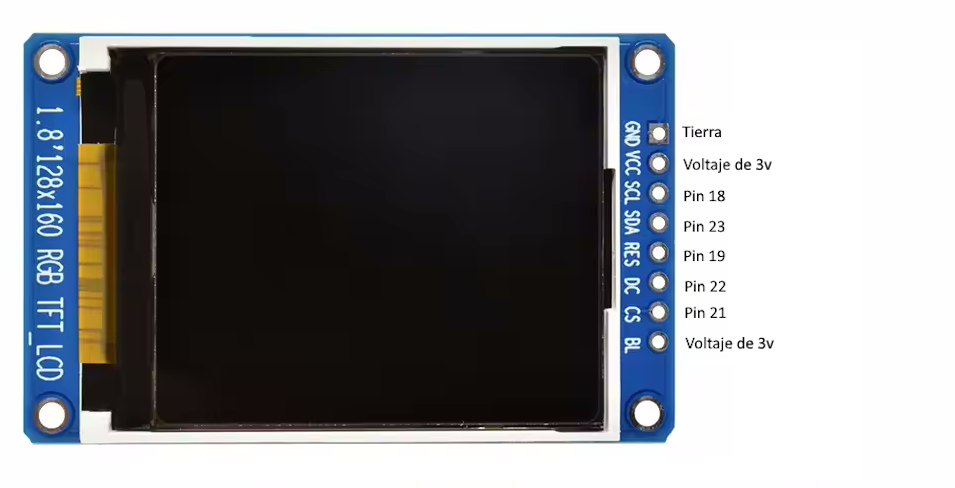 1.8'128x160 RGB TFT_LCD
GND Tierra
VCC Voltaje de 3v
SCL Pin 18
SDA Pin 23
RES Pin 19
DC Pin 22
CS Pin 21
BL Voltaje de 3v